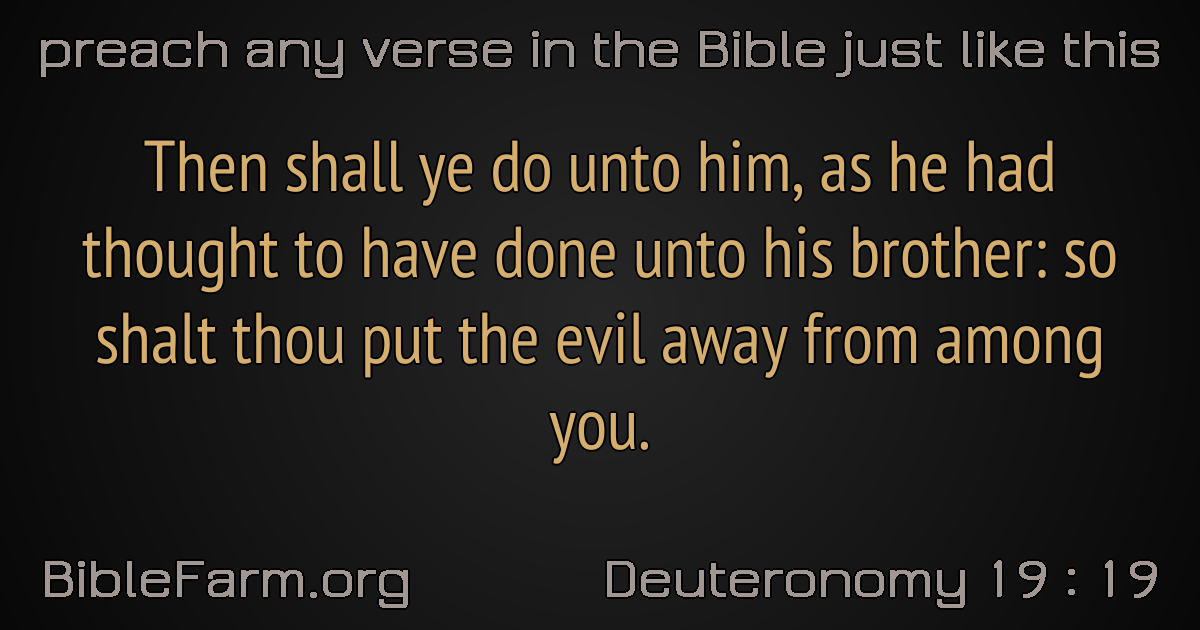 preach any verse in the Bible just like this
Then shall ye do unto him, as he had
thought to have done unto his brother: so
shalt thou put the evil away from among
you.
BibleFarm.org
Deuteronomy 19 : 19